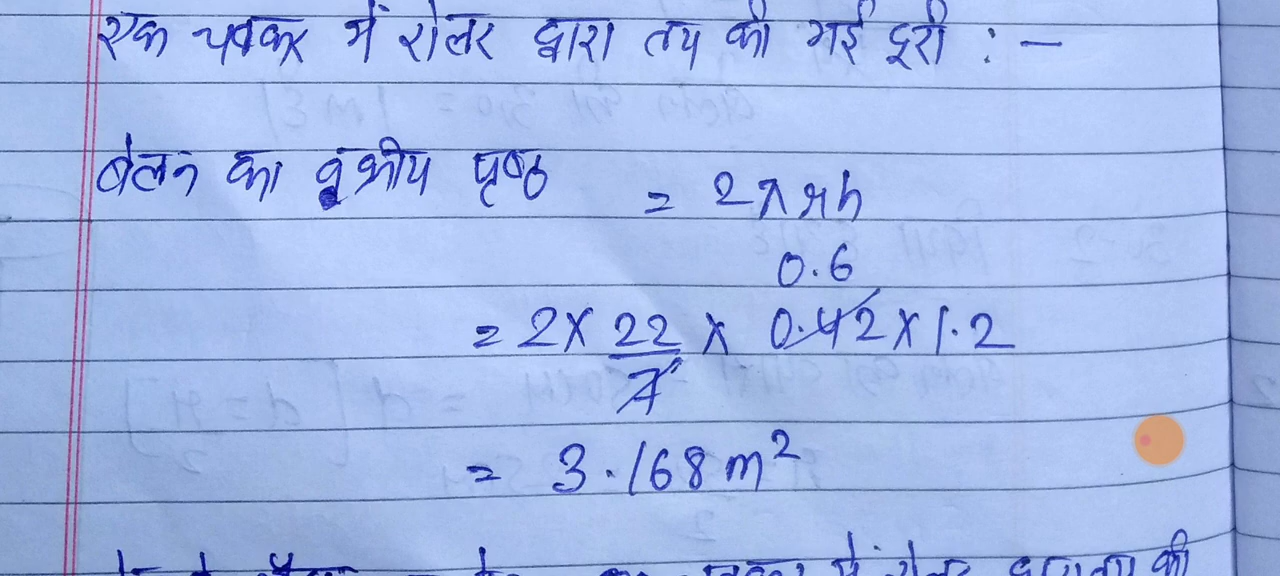 एक चक्कर में रोलर द्वारा तय की गई दूरी : —
बेलन का वृक्रीय पृष्ठ = 2πrh
0.6
= 2 × 22/7 × 0.42 × 1.2
= 3.168 m²
में रोलर द्वारा की